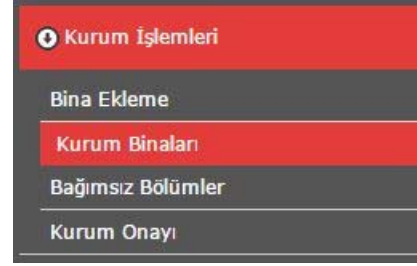 Kurum İşlemleri
Bina Ekleme
Kurum Binaları
Bağımsız Bölümler
Kurum Onayı